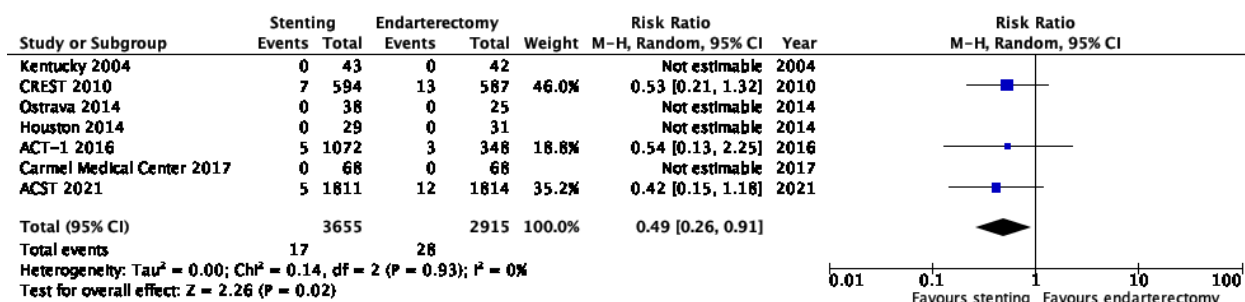 Stenting Endarterectomy Risk Ratio Risk Ratio
Study or Subgroup Events Total Events Total Weight M-H, Random, 95% CI Year M-H, Random, 95% CI
Kentucky 2004 0 43 0 42 Not estimable 2004
CREST 2010 7 594 13 587 46.0% 0.53 [0.21, 1.32] 2010
Ostrava 2014 0 38 0 25 Not estimable 2014
Houston 2014 0 29 0 31 Not estimable 2014
ACT-1 2016 5 1072 3 348 18.8% 0.54 [0.13, 2.25] 2016
Carmel Medical Center 2017 0 68 0 68 Not estimable 2017
ACST 2021 5 1811 12 1814 35.2% 0.42 [0.15, 1.18] 2021
Total (95% CI) 3655 2915 100.0% 0.49 [0.26, 0.91]
Total events 17 28
Heterogeneity: Tau² = 0.00; Chi² = 0.14, df = 2 (P = 0.93); I² = 0%
Test for overall effect: Z = 2.26 (P = 0.02)
0.01 0.1 1 10 100
Favours stenting Favours endarterectomy